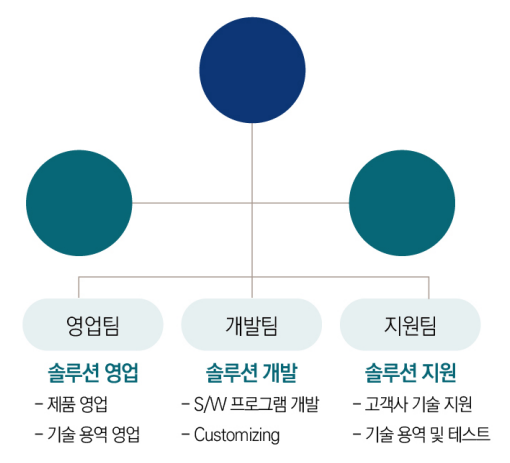 영업팀
개발팀
지원팀
솔루션 영업
솔루션 개발
솔루션 지원
- 제품 영업
- S/W 프로그램 개발
- 고객사 기술 지원
- 기술 용역 영업
- Customizing
- 기술 용역 및 테스트